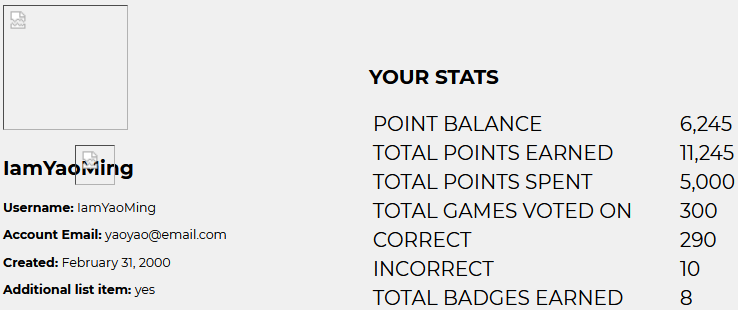 IamYaoMing
Username: IamYaoMing
Account Email: yaoyao@email.com
Created: February 31, 2000
Additional list item: yes
YOUR STATS
POINT BALANCE 6,245
TOTAL POINTS EARNED 11,245
TOTAL POINTS SPENT 5,000
TOTAL GAMES VOTED ON 300
CORRECT 290
INCORRECT 10
TOTAL BADGES EARNED 8